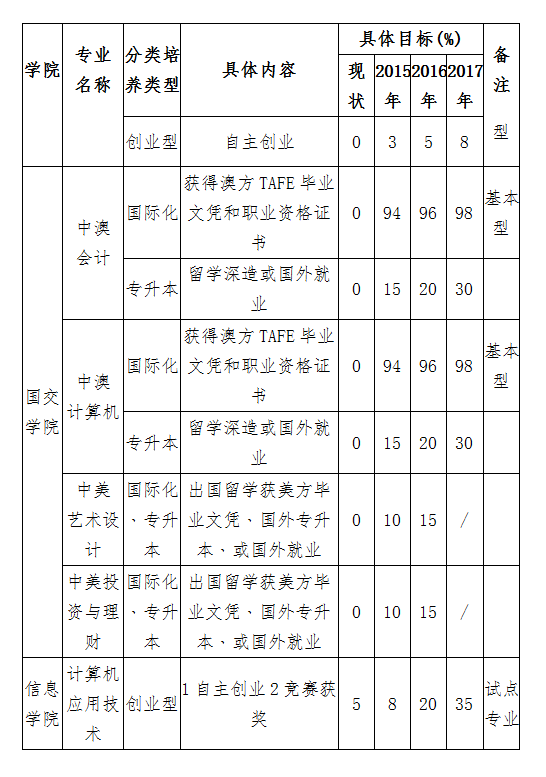 学院 专业名称 分类培养类型 具体内容 具体目标(%) 备注
现状 2015年 2016年 2017年
创业型 自主创业 0 3 5 8 型
国交学院 中澳会计 国际化 获得澳方TAFE毕业文凭和职业资格证书 0 94 96 98 基本型
专升本 留学深造或国外就业 0 15 20 30
中澳计算机 国际化 获得澳方TAFE毕业文凭和职业资格证书 0 94 96 98 基本型
专升本 留学深造或国外就业 0 15 20 30
中美艺术设计 国际化、专升本 出国留学获美方毕业文凭、国外专升本、或国外就业 0 10 15 /
中美投资与理财 国际化、专升本 出国留学获美方毕业文凭、国外专升本、或国外就业 0 10 15 /
信息学院 计算机应用技术 创业型 1自主创业2竞赛获奖 5 8 20 35 试点专业